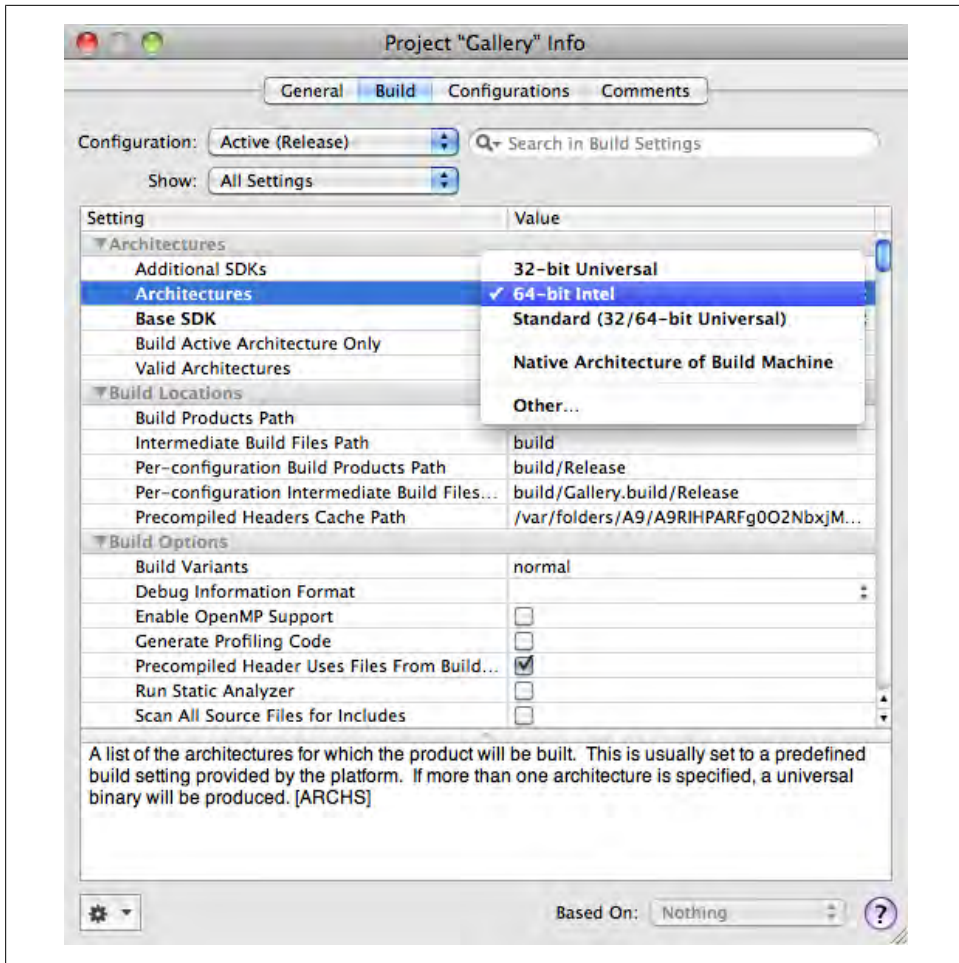 Project “Gallery” Info
General Build Configurations Comments
Configuration: Active (Release) Search in Build Settings
Show: All Settings
Setting Value
Architectures
Additional SDKs 32-bit Universal
Architectures ✓ 64-bit Intel
Base SDK Standard (32/64-bit Universal)
Build Active Architecture Only
Native Architecture of Build Machine
Valid Architectures
Build Locations
Other...
Build Products Path
Intermediate Build Files Path build
Per-configuration Build Products Path build/Release
Per-configuration Intermediate Build Files... build/Gallery.build/Release
Precompiled Headers Cache Path /var/folders/A9/A9RIHPARFg0O2NbxjM...
Build Options
Build Variants normal
Debug Information Format
Enable OpenMP Support
Generate Profiling Code
Precompiled Header Uses Files From Build...
Run Static Analyzer
Scan All Source Files for Includes
A list of the architectures for which the product will be built. This is usually set to a predefined
build setting provided by the platform. If more than one architecture is specified, a universal
binary will be produced. [ARCHS]
Based On: Nothing ?